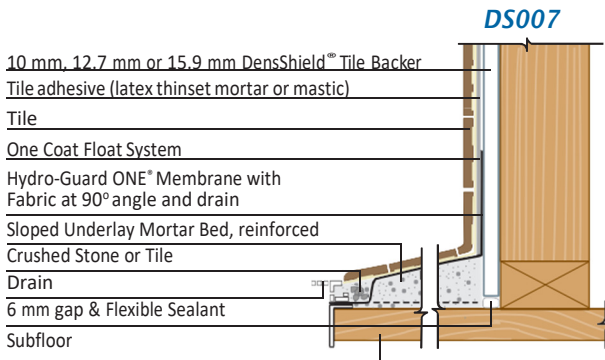 DS007
10 mm, 12.7 mm or 15.9 mm DensShield® Tile Backer
Tile adhesive (latex thinset mortar or mastic)
Tile
One Coat Float System
Hydro-Guard ONE® Membrane with
Fabric at 90º angle and drain
Sloped Underlay Mortar Bed, reinforced
Crushed Stone or Tile
Drain
6 mm gap & Flexible Sealant
Subfloor